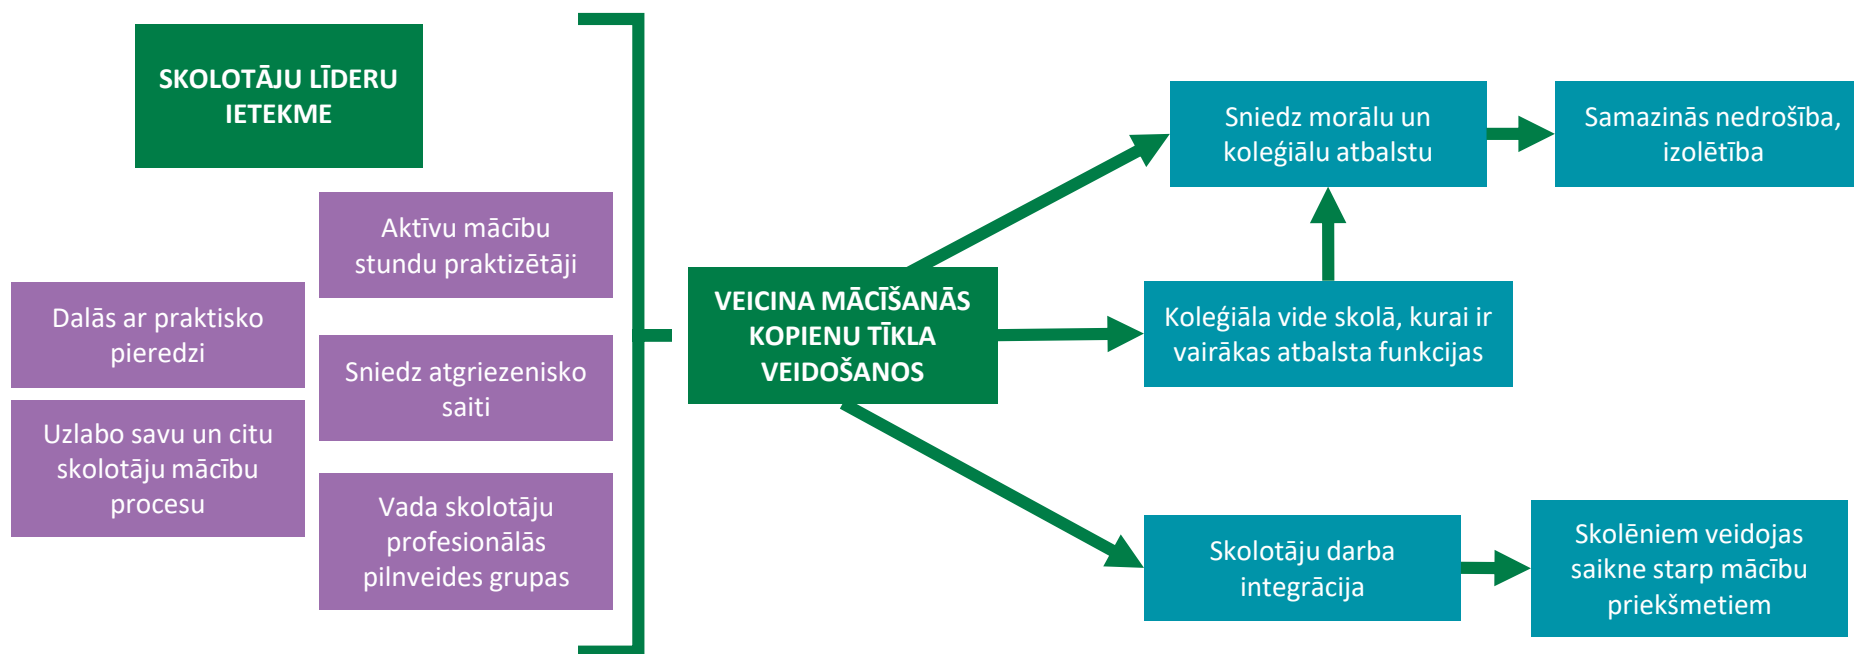 SKOLOTĀJU LĪDERU
IETEKME
Aktīvu mācību
stundu praktizētāji
Dalās ar praktisko
pieredzi
Sniedz atgriezenisko
saiti
Uzlabo savu un citu
skolotāju mācību
procesu
Vada skolotāju
profesionālās
pilnveides grupas
VEICINA MĀCĪŠANĀS
KOPIENU TĪKLA
VEIDOŠANOS
Sniedz morālu un
koleģiālu atbalstu
Samazinās nedrošība,
izolētība
Koleģiāla vide skolā, kurai ir
vairākas atbalsta funkcijas
Skolotāju darba
integrācija
Skolēniem veidojas
saikne starp mācību
priekšmetiem